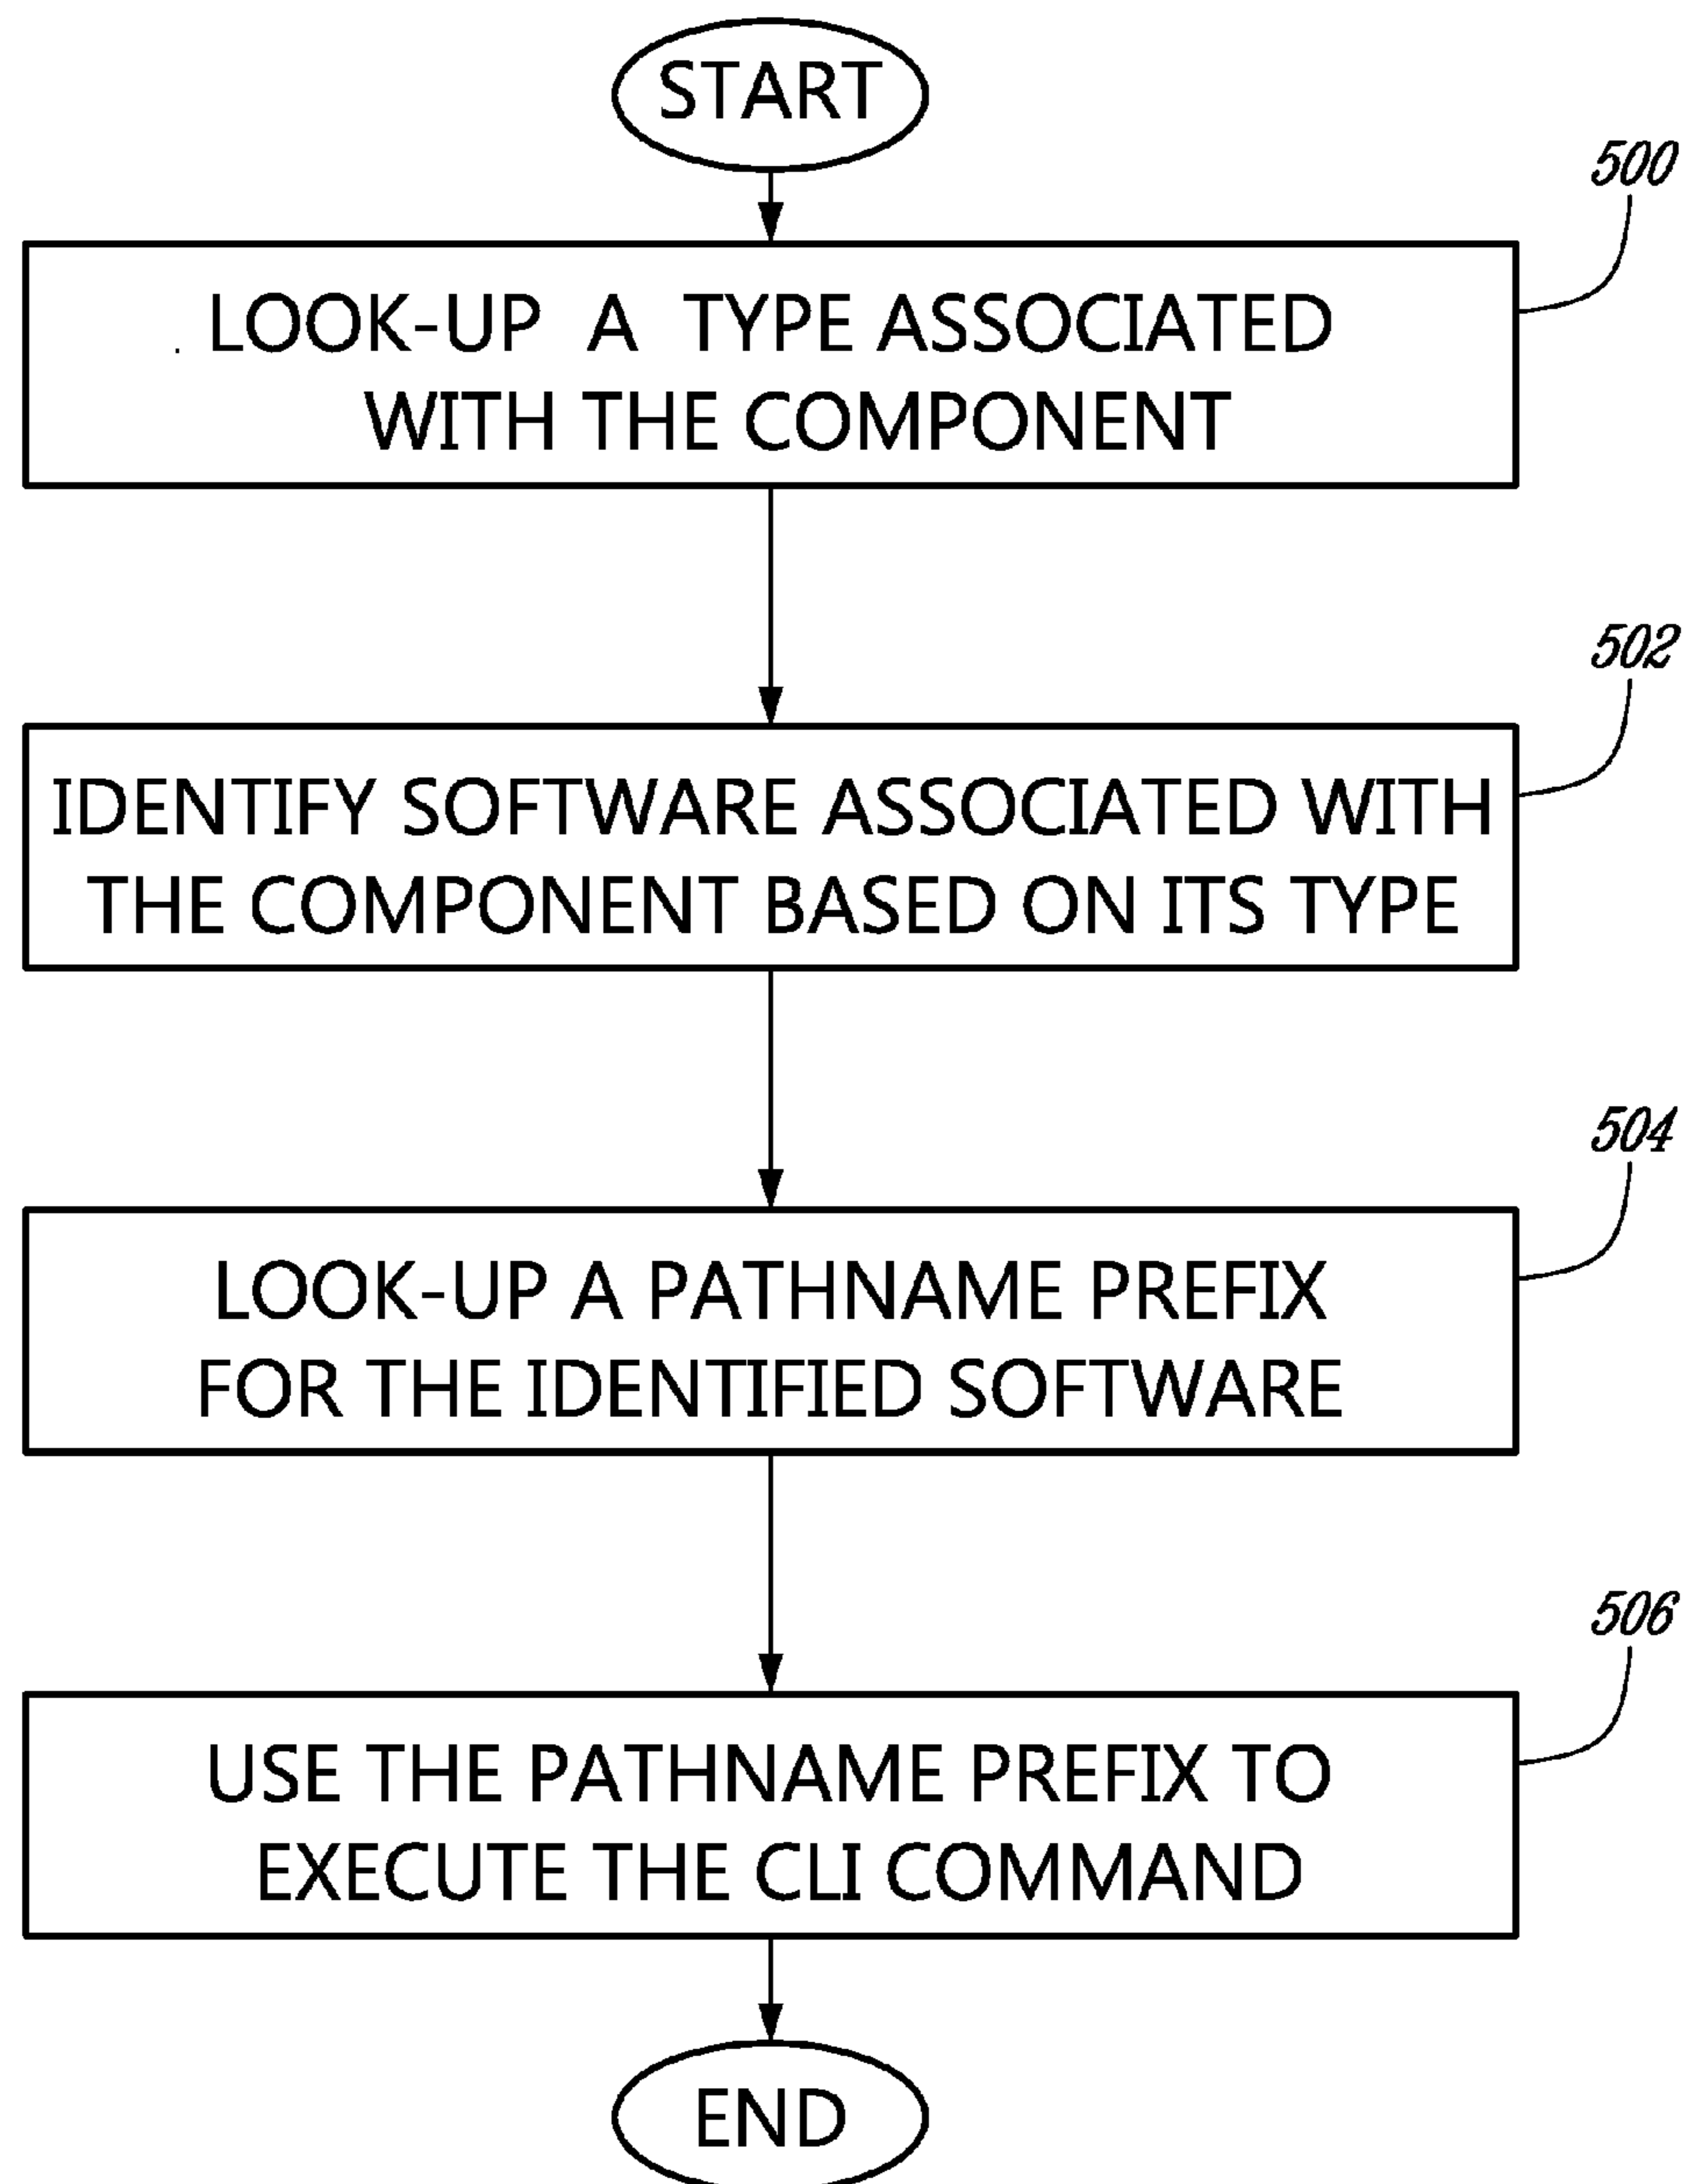 START
500
LOOK-UP A TYPE ASSOCIATED
WITH THE COMPONENT
502
IDENTIFY SOFTWARE ASSOCIATED WITH
THE COMPONENT BASED ON ITS TYPE
504
LOOK-UP A PATHNAME PREFIX
FOR THE IDENTIFIED SOFTWARE
506
USE THE PATHNAME PREFIX TO
EXECUTE THE CLI COMMAND
END